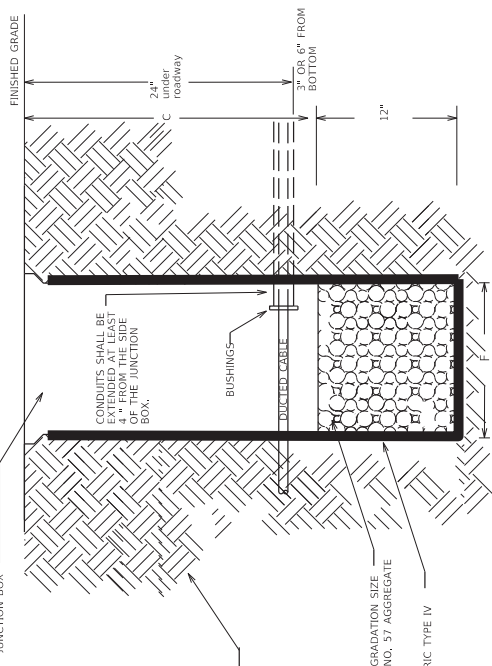 FINISHED GRADE
24"
under
roadway
3" OR 6" FROM
BOTTOM
C
12"
CONDUITS SHALL BE
EXTENDED AT LEAST
4 " FROM THE SIDE
OF THE JUNCTION
BOX.
BUSHINGS
DUCTED CABLE
F
JUNCTION BOX
GRADATION SIZE
NO. 57 AGGREGATE
RIC TYPE IV